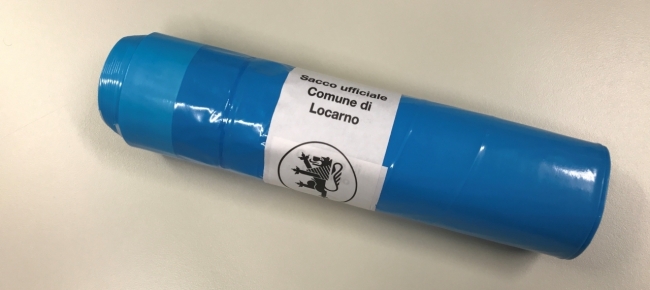 Sacco ufficiale
Comune di
Locarno